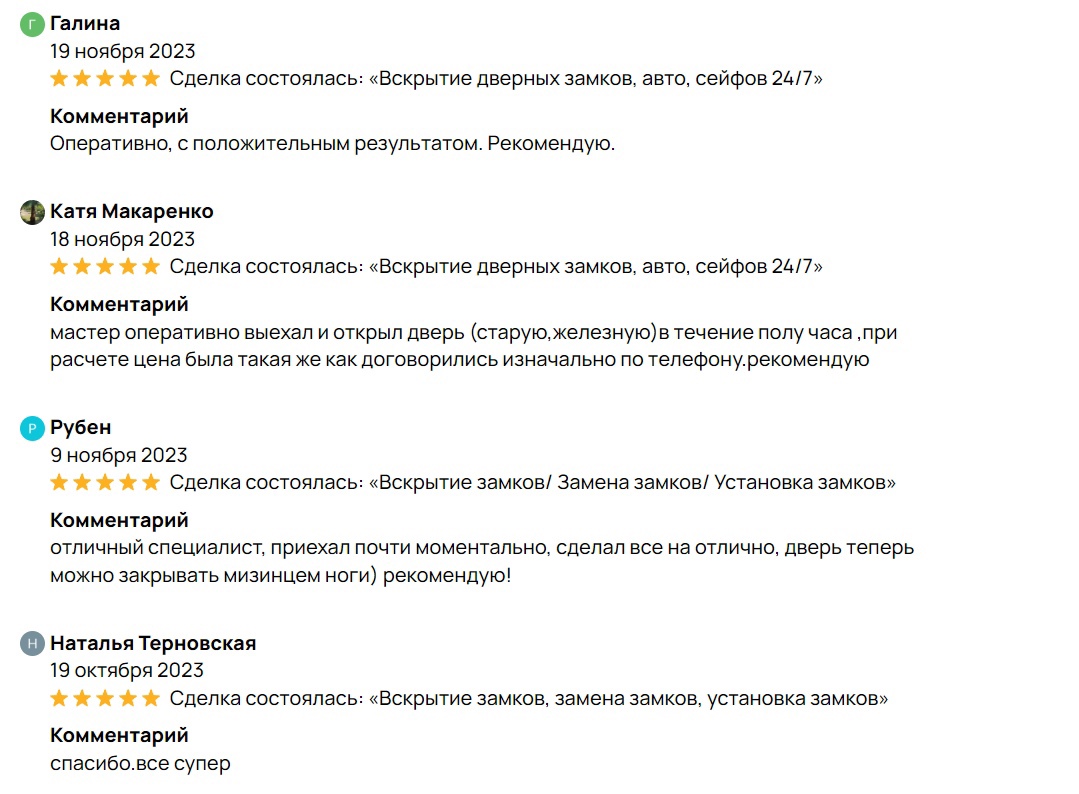 Г Галина
19 ноября 2023
Сделка состоялась: «Вскрытие дверных замков, авто, сейфов 24/7»
Комментарий
Оперативно, с положительным результатом. Рекомендую.
Катя Макаренко
18 ноября 2023
Сделка состоялась: «Вскрытие дверных замков, авто, сейфов 24/7»
Комментарий
мастер оперативно выехал и открыл дверь (старую,железную)в течение полу часа ,при
расчете цена была такая же как договорились изначально по телефону.рекомендую
Р Рубен
9 ноября 2023
Сделка состоялась: «Вскрытие замков/ Замена замков/ Установка замков»
Комментарий
отличный специалист, приехал почти моментально, сделал все на отлично, дверь теперь
можно закрывать мизинцем ноги) рекомендую!
Н Наталья Терновская
19 октября 2023
Сделка состоялась: «Вскрытие замков, замена замков, установка замков»
Комментарий
спасибо.все супер